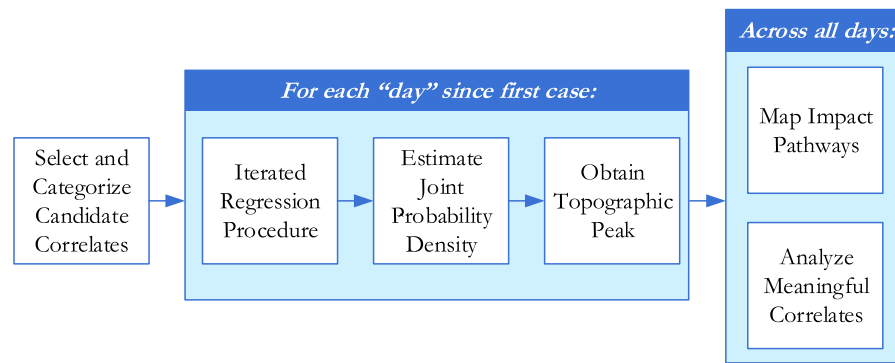 Across all days:
For each “day” since first case:
Select and
Categorize
Candidate
Correlates
Iterated
Regression
Procedure
Estimate
Joint
Probability
Density
Obtain
Topographic
Peak
Map Impact
Pathways
Analyze
Meaningful
Correlates